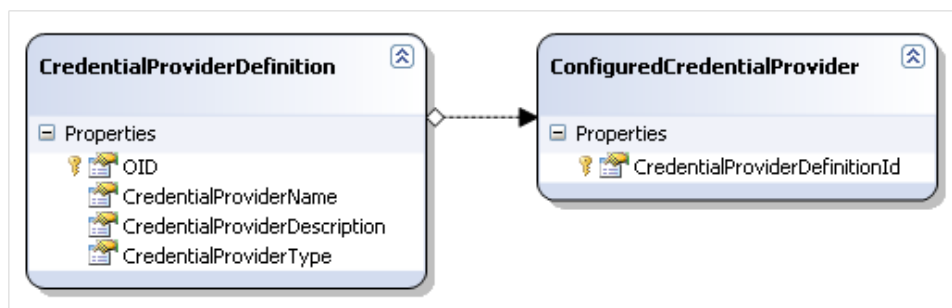 CredentialProviderDefinition
Properties
OID
CredentialProviderName
CredentialProviderDescription
CredentialProviderType
ConfiguredCredentialProvider
Properties
CredentialProviderDefinitionId